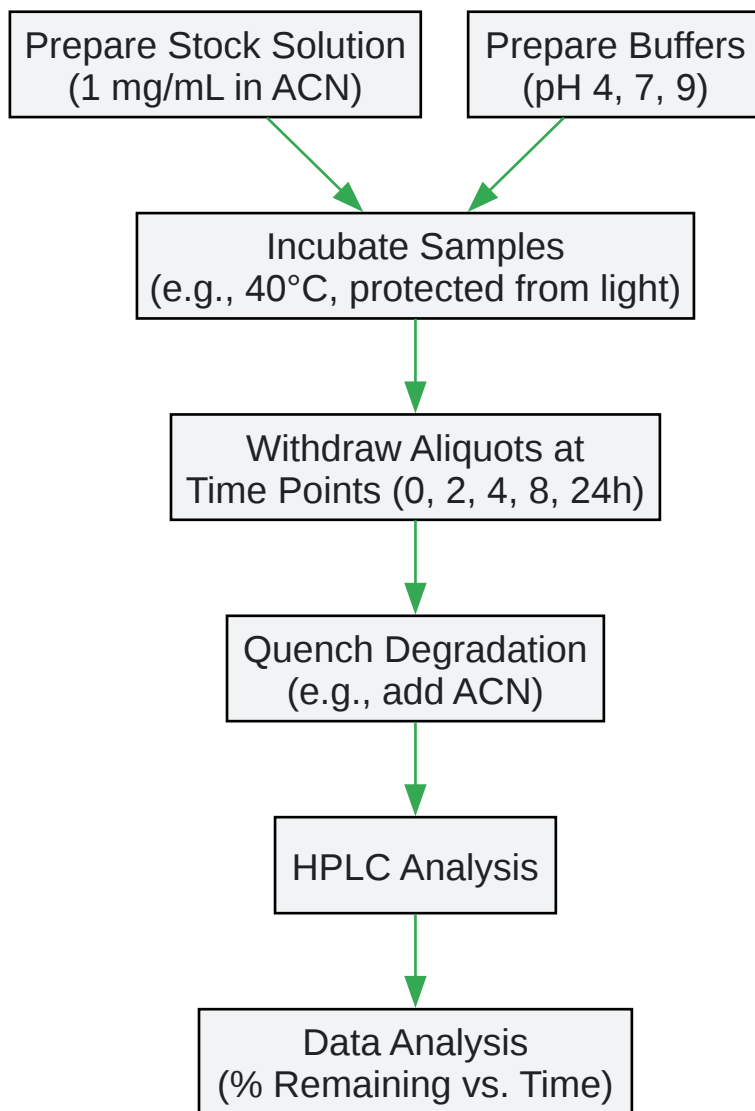 Prepare Stock Solution
(1 mg/mL in ACN)
Prepare Buffers
(pH 4, 7, 9)
Incubate Samples
(e.g., 40°C, protected from light)
Withdraw Aliquots at
Time Points (0, 2, 4, 8, 24h)
Quench Degradation
(e.g., add ACN)
HPLC Analysis
Data Analysis
(% Remaining vs. Time)